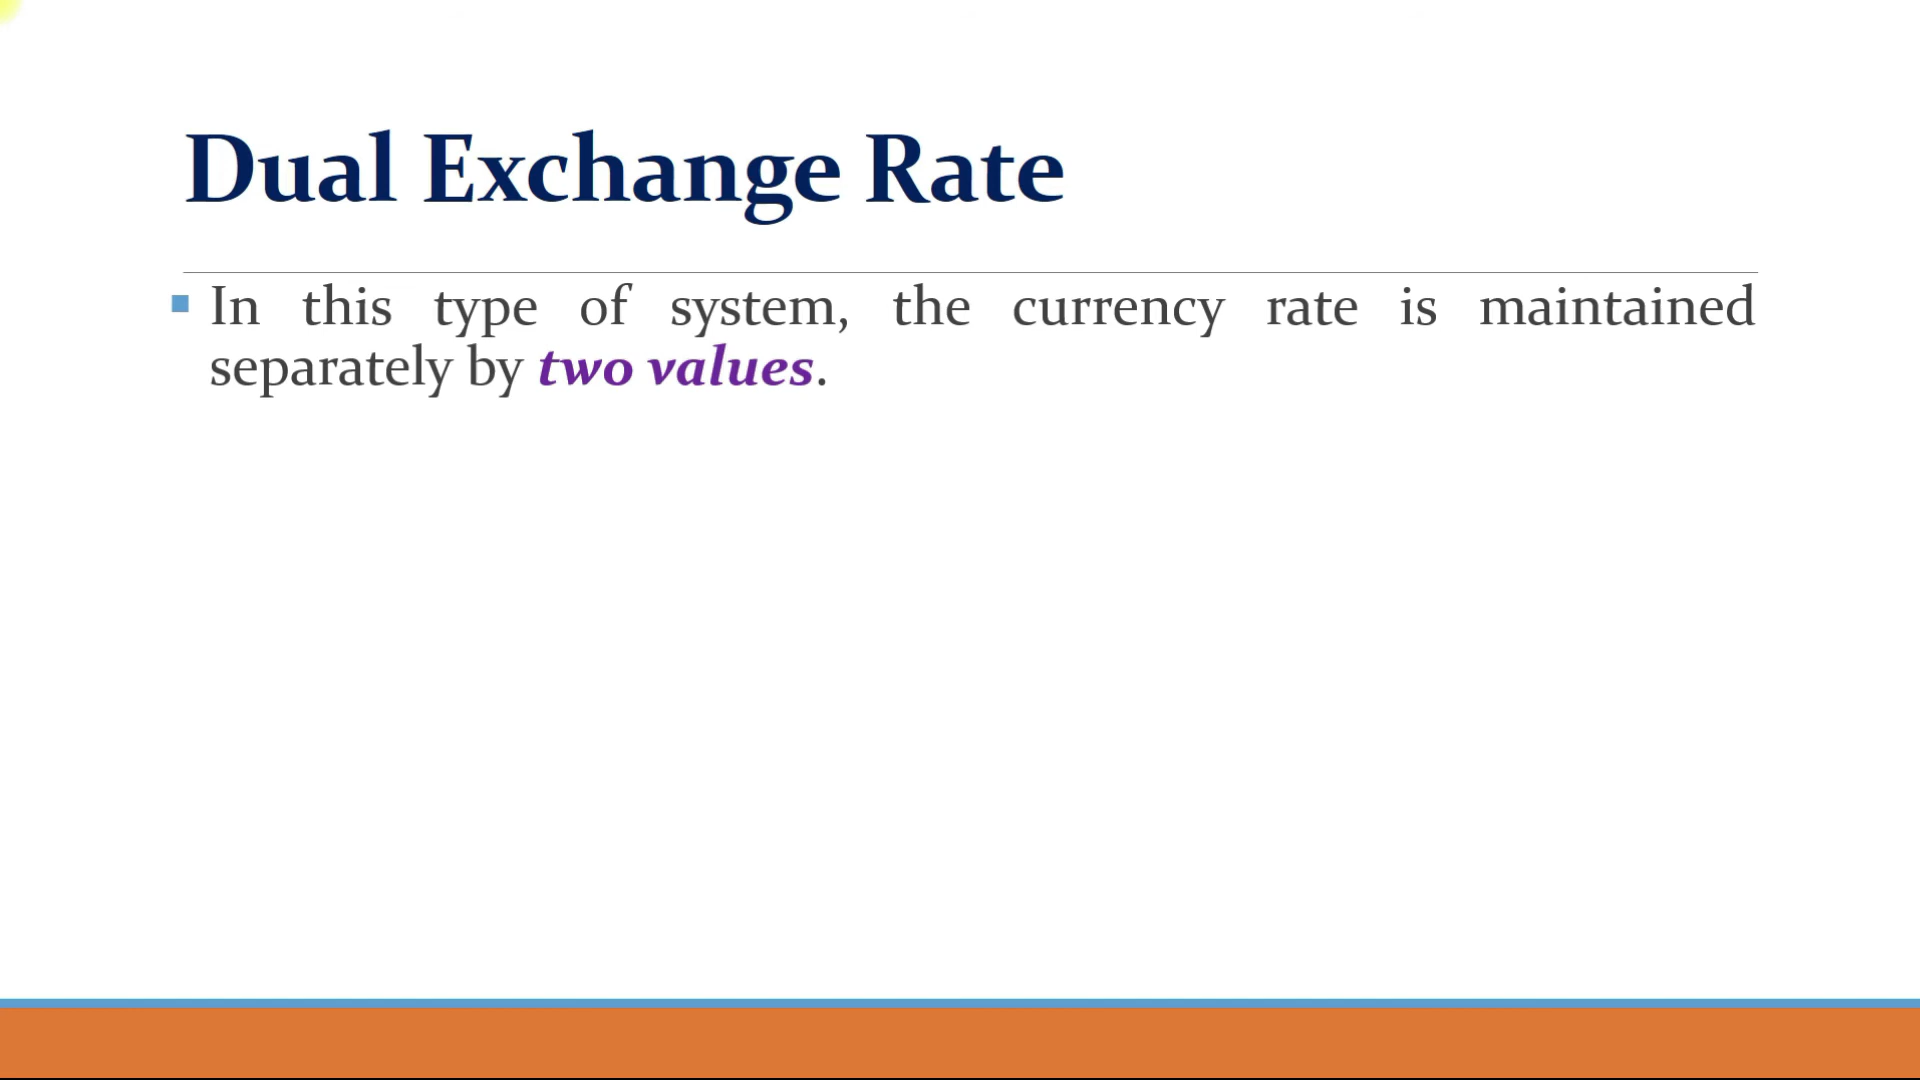 Dual Exchange Rate
In this type of system, the currency rate is maintained
separately by two values.